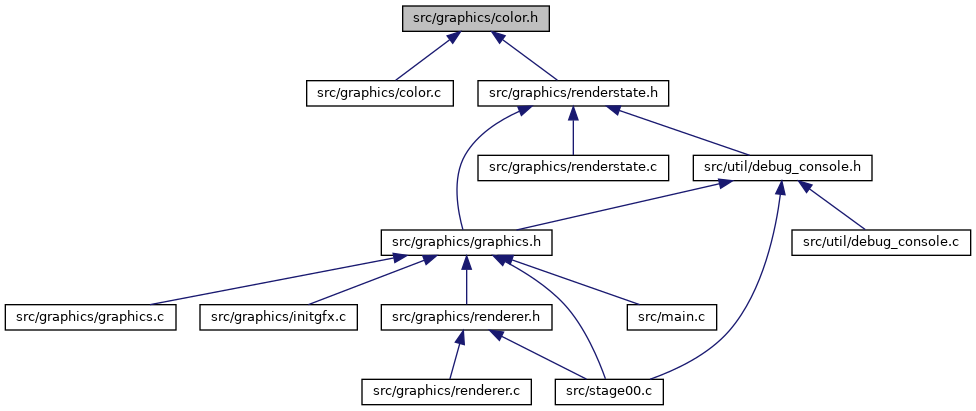 src/graphics/color.h
src/graphics/color.c
src/graphics/renderstate.h
src/graphics/renderstate.c
src/util/debug_console.h
src/graphics/graphics.h
src/util/debug_console.c
src/graphics/graphics.c
src/graphics/initgfx.c
src/graphics/renderer.h
src/main.c
src/graphics/renderer.c
src/stage00.c